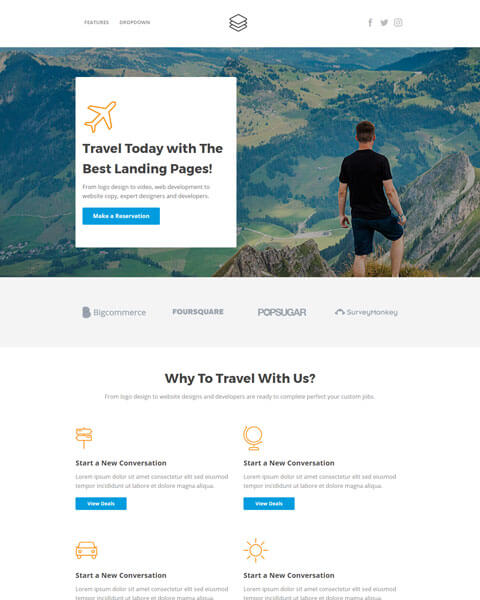 FEATURES DROPDOWN
Travel Today with The
Best Landing Pages!
From logo design to video, web development to
website copy, expert designers and developers.
Make a Reservation
Bigcommerce FOURSQUARE POPSUGAR SurveyMonkey
Why To Travel With Us?
From logo design to website designs and developers are ready to complete perfect your custom jobs.
Start a New Conversation
Lorem ipsum dolor sit amet consectetur elit sed eiusmod
tempor incididunt ut labore et dolore magna aliqua.
View Deals
Start a New Conversation
Lorem ipsum dolor sit amet consectetur elit sed eiusmod
tempor incididunt ut labore et dolore magna aliqua.
View Deals
Start a New Conversation
Lorem ipsum dolor sit amet consectetur elit sed eiusmod
tempor incididunt ut labore et dolore magna aliqua.
Start a New Conversation
Lorem ipsum dolor sit amet consectetur elit sed eiusmod
tempor incididunt ut labore et dolore magna aliqua.